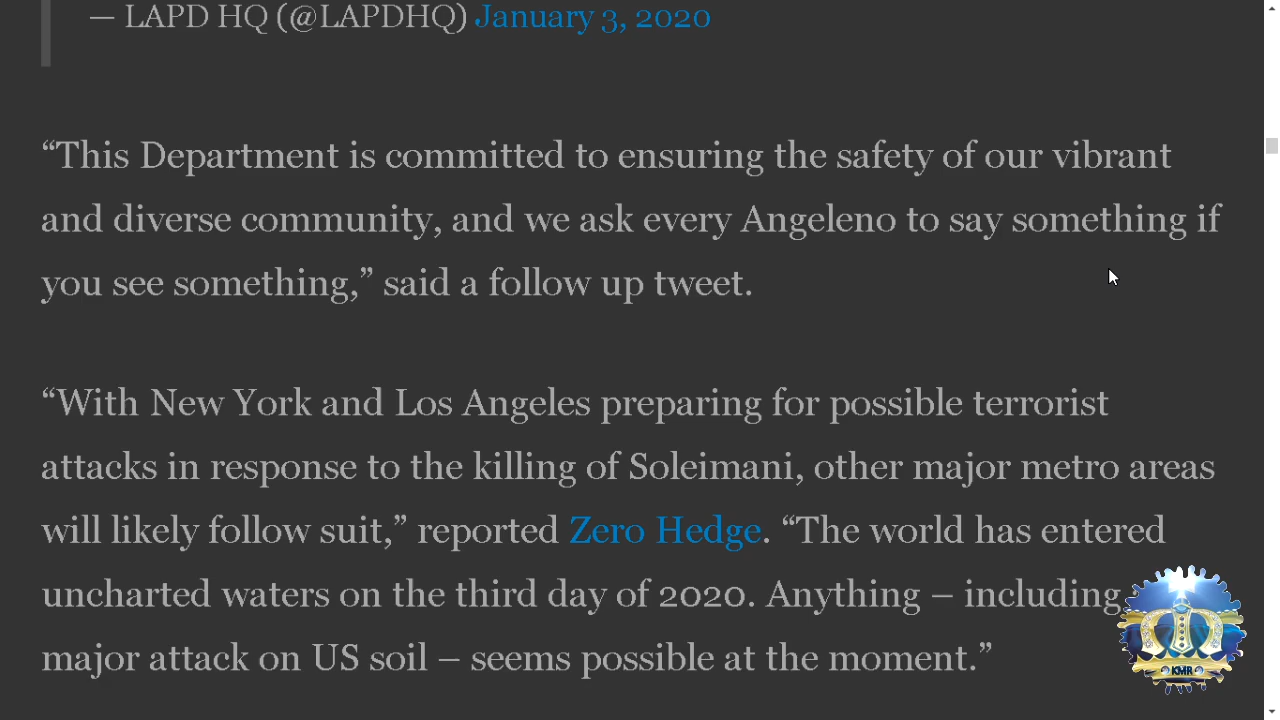 — LAPD HQ (@LAPDHQ) January 3, 2020
“This Department is committed to ensuring the safety of our vibrant
and diverse community, and we ask every Angeleno to say something if
you see something,” said a follow up tweet.
“With New York and Los Angeles preparing for possible terrorist
attacks in response to the killing of Soleimani, other major metro areas
will likely follow suit,” reported Zero Hedge. “The world has entered
uncharted waters on the third day of 2020. Anything – including
major attack on US soil – seems possible at the moment.”
KMR